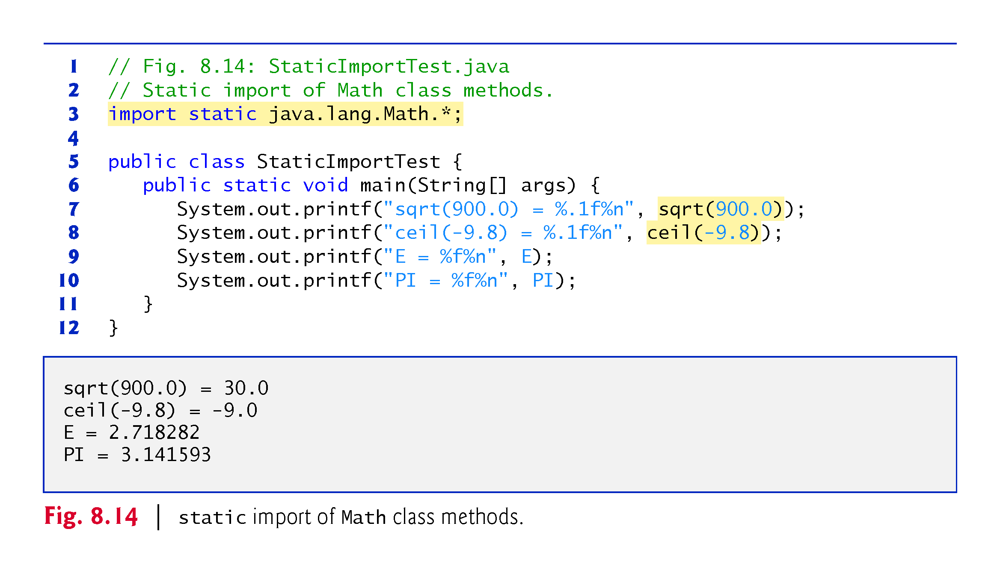 1 // Fig. 8.14: StaticImportTest.java
2 // Static import of Math class methods.
3 import static java.lang.Math.*;
4
5 public class StaticImportTest {
6    public static void main(String[] args) {
7       System.out.printf("sqrt(900.0) = %.1f%n", sqrt(900.0));
8       System.out.printf("ceil(-9.8) = %.1f%n", ceil(-9.8));
9       System.out.printf("E = %f%n", E);
10       System.out.printf("PI = %f%n", PI);
11    }
12 }
sqrt(900.0) = 30.0
ceil(-9.8) = -9.0
E = 2.718282
PI = 3.141593
Fig. 8.14 | static import of Math class methods.